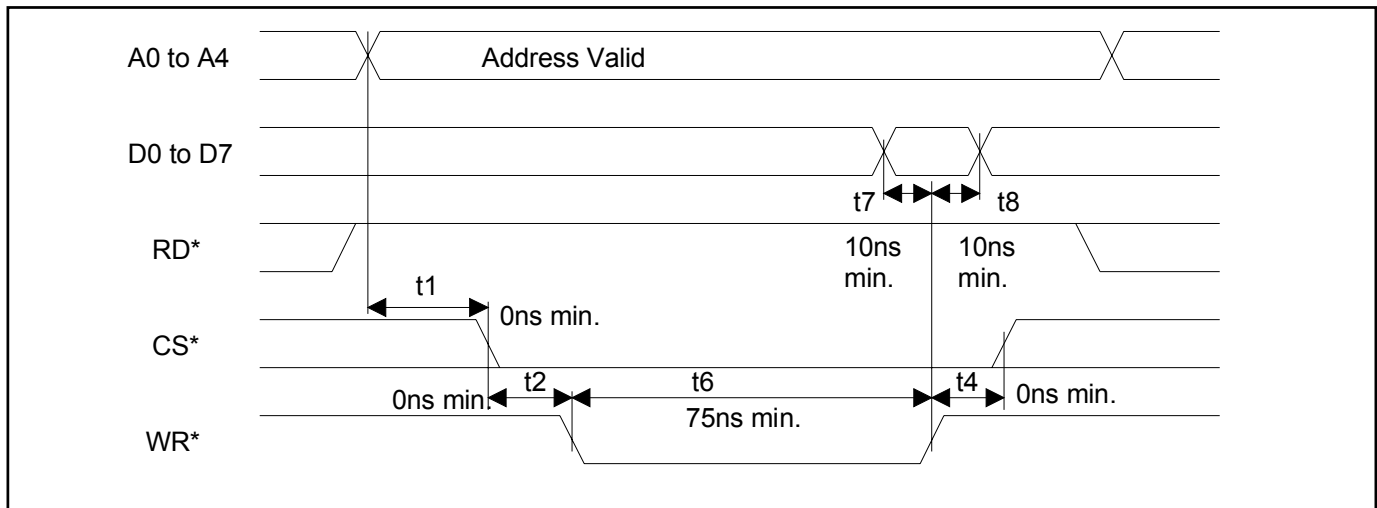 A0 to A4
Address Valid
D0 to D7
t7
t8
RD*
10ns
min.
10ns
min.
t1
0ns min.
CS*
0ns min.
t2
t6
t4
0ns min.
75ns min.
WR*